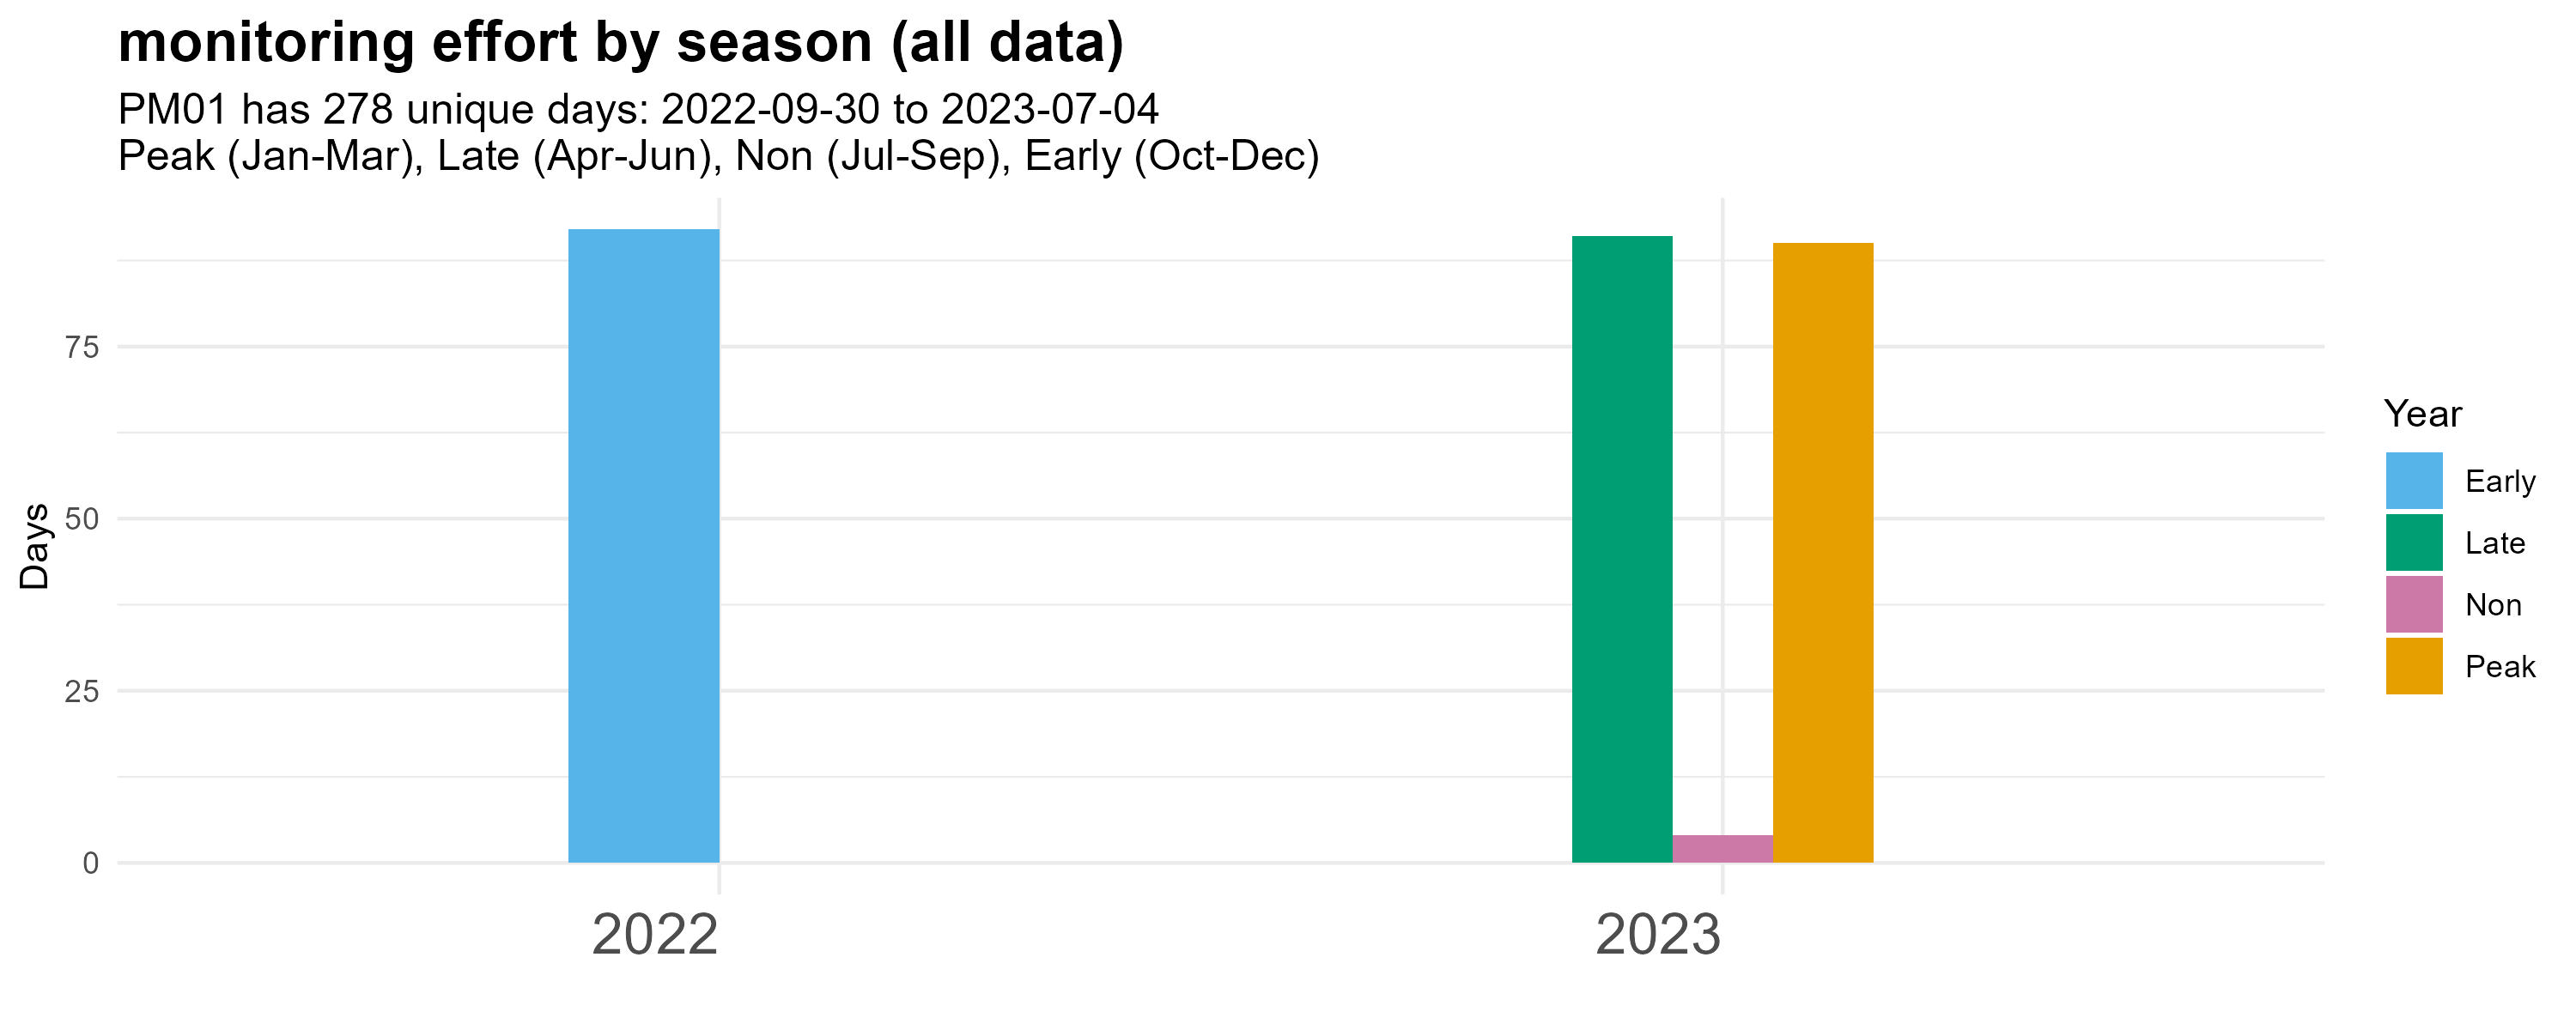 monitoring effort by season (all data)
PM01 has 278 unique days: 2022-09-30 to 2023-07-04
Peak (Jan-Mar), Late (Apr-Jun), Non (Jul-Sep), Early (Oct-Dec)
Days
75
50
25
0
2022
2023
Year
Early
Late
Non
Peak